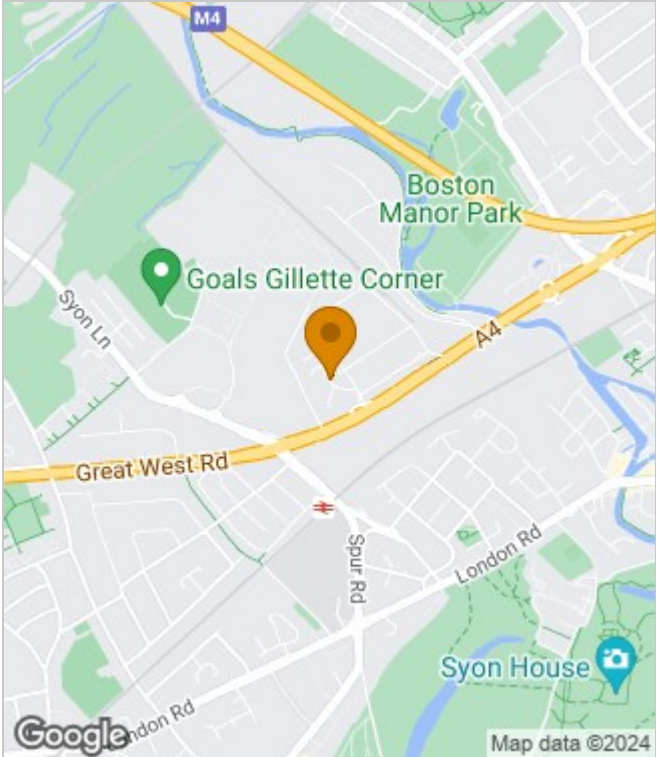 M4
Boston
Manor Park
Goals Gillette Corner
Syon Ln
A4
Great West Rd
Spur Rd
London Rd
Syon House
London Rd
Google
Map data ©2024